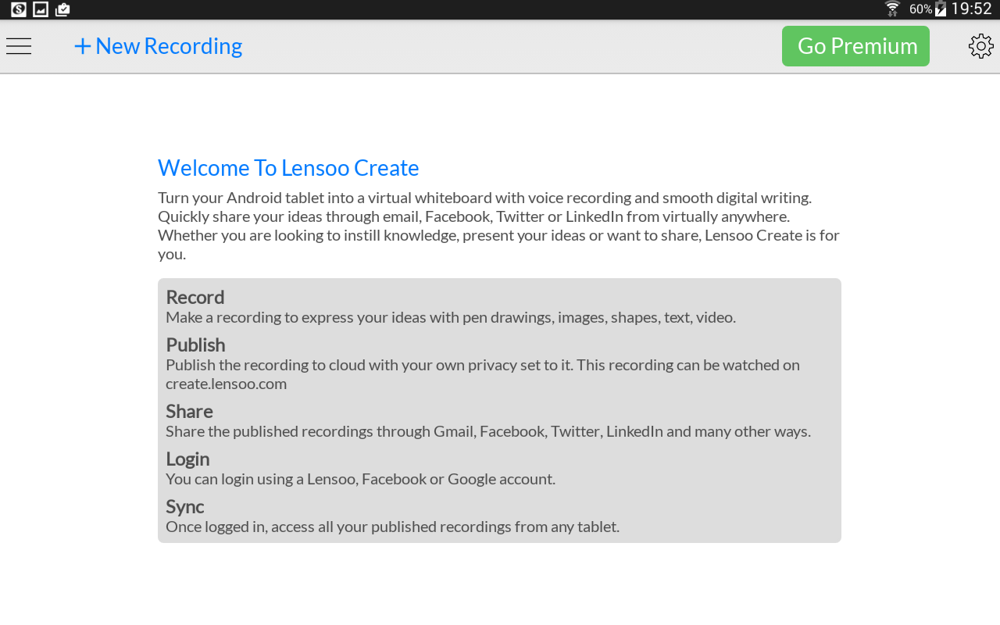 60% 19:52
+ New Recording Go Premium
Welcome To Lensoo Create
Turn your Android tablet into a virtual whiteboard with voice recording and smooth digital writing.
Quickly share your ideas through email, Facebook, Twitter or LinkedIn from virtually anywhere.
Whether you are looking to instill knowledge, present your ideas or want to share, Lensoo Create is for
you.
Record
Make a recording to express your ideas with pen drawings, images, shapes, text, video.
Publish
Publish the recording to cloud with your own privacy set to it. This recording can be watched on
create.lensoo.com
Share
Share the published recordings through Gmail, Facebook, Twitter, LinkedIn and many other ways.
Login
You can login using a Lensoo, Facebook or Google account.
Sync
Once logged in, access all your published recordings from any tablet.